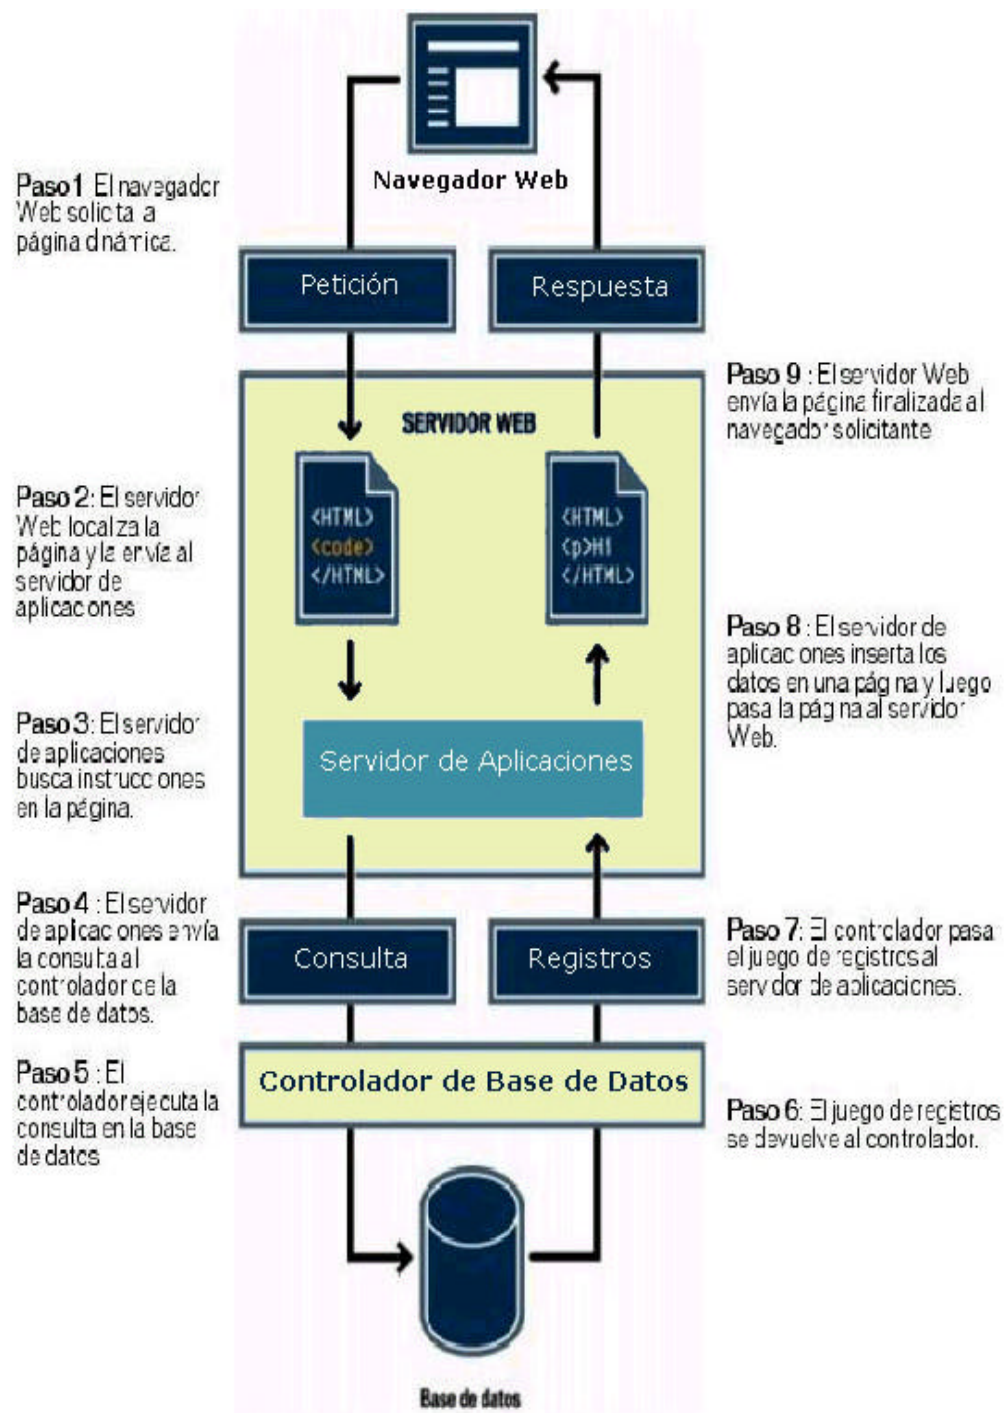 Navegador Web
Paso 1 El navegador
Web solicita la
página dinámica.
Petición
Respuesta
Paso 9 : El servidor Web
envía la página finalizada al
navegador solicitante
SERVIDOR WEB
Paso 2: El servidor
Web localiza la
página y la envía al
servidor de
aplicaciones
<HTML>
<code>
</HTML>
<HTML>
<p>Hi
</HTML>
Paso 8 : El servidor de
aplicaciones inserta los
datos en una página y luego
pasa la página al servidor
Web.
Paso 3: El servidor
de aplicaciones
busca instrucciones
en la página.
Servidor de Aplicaciones
Paso 4 : El servidor
de aplicaciones envía
la consulta al
controlador de la
base de datos.
Consulta
Registros
Paso 7: El controlador pasa
el juego de registros al
servidor de aplicaciones.
Paso 5 : El
controlador ejecuta la
consulta en la base
de datos
Controlador de Base de Datos
Paso 6: El juego de registros
se devuelve al controlador.
Base de datos